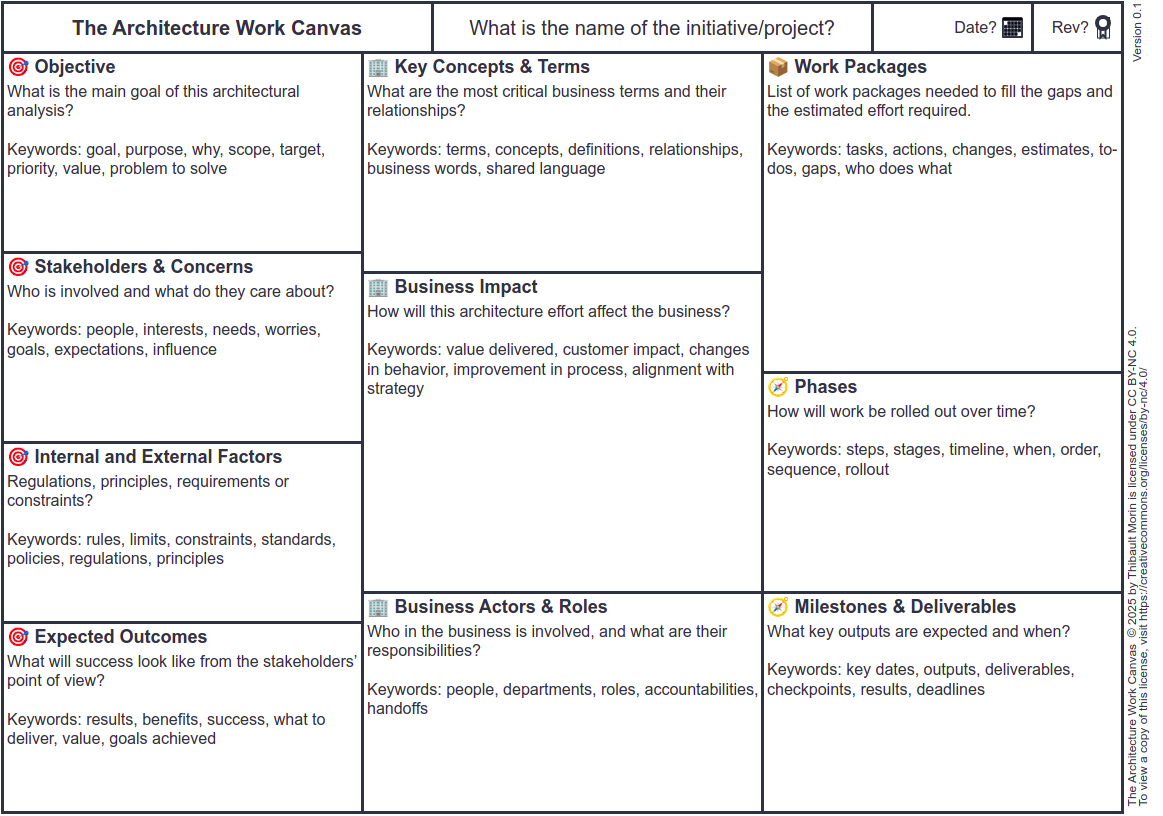 The Architecture Work Canvas
What is the name of the initiative/project?
Date?
Rev?
Version 0.1
Objective
What is the main goal of this architectural
analysis?
Keywords: goal, purpose, why, scope, target,
priority, value, problem to solve
Stakeholders & Concerns
Who is involved and what do they care about?
Keywords: people, interests, needs, worries,
goals, expectations, influence
Internal and External Factors
Regulations, principles, requirements or
constraints?
Keywords: rules, limits, constraints, standards,
policies, regulations, principles
Expected Outcomes
What will success look like from the stakeholders’
point of view?
Keywords: results, benefits, success, what to
deliver, value, goals achieved
Key Concepts & Terms
What are the most critical business terms and their
relationships?
Keywords: terms, concepts, definitions, relationships,
business words, shared language
Business Impact
How will this architecture effort affect the business?
Keywords: value delivered, customer impact, changes
in behavior, improvement in process, alignment with
strategy
Business Actors & Roles
Who in the business is involved, and what are their
responsibilities?
Keywords: people, departments, roles, accountabilities,
handoffs
Work Packages
List of work packages needed to fill the gaps and
the estimated effort required.
Keywords: tasks, actions, changes, estimates, to-
dos, gaps, who does what
Phases
How will work be rolled out over time?
Keywords: steps, stages, timeline, when, order,
sequence, rollout
Milestones & Deliverables
What key outputs are expected and when?
Keywords: key dates, outputs, deliverables,
checkpoints, results, deadlines
The Architecture Work Canvas © 2025 by Thibault Morin is licensed under CC BY-NC 4.0.
To view a copy of this license, visit https://creativecommons.org/licenses/by-nc/4.0/